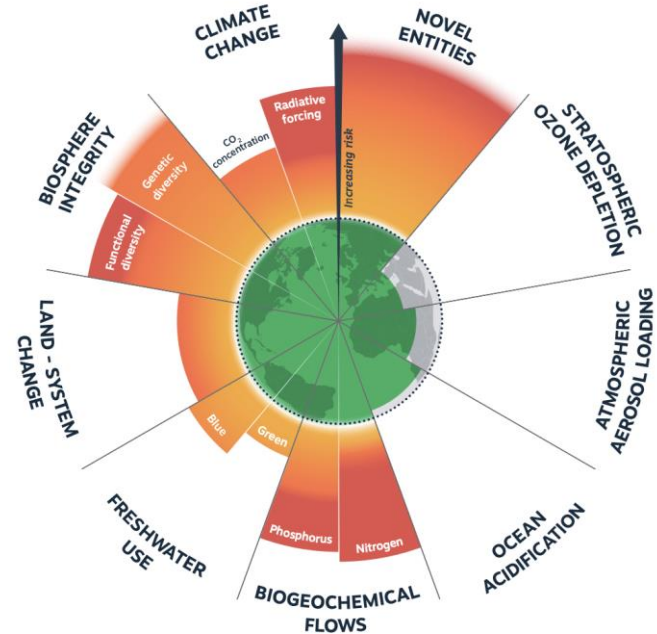 CLIMATE
CHANGE
NOVEL
ENTITIES
STRATOSPHERIC
OZONE DEPLETION
ATMOSPHERIC
AEROSOL LOADING
OCEAN
ACIDIFICATION
BIOGEOCHEMICAL
FLOWS
FRESHWATER
USE
LAND - SYSTEM
CHANGE
BIOSPHERE
INTEGRITY
Increasing risk
Radiative
forcing
CO₂
concentration
Genetic
diversity
Functional
diversity
Blue
Green
Phosphorus
Nitrogen